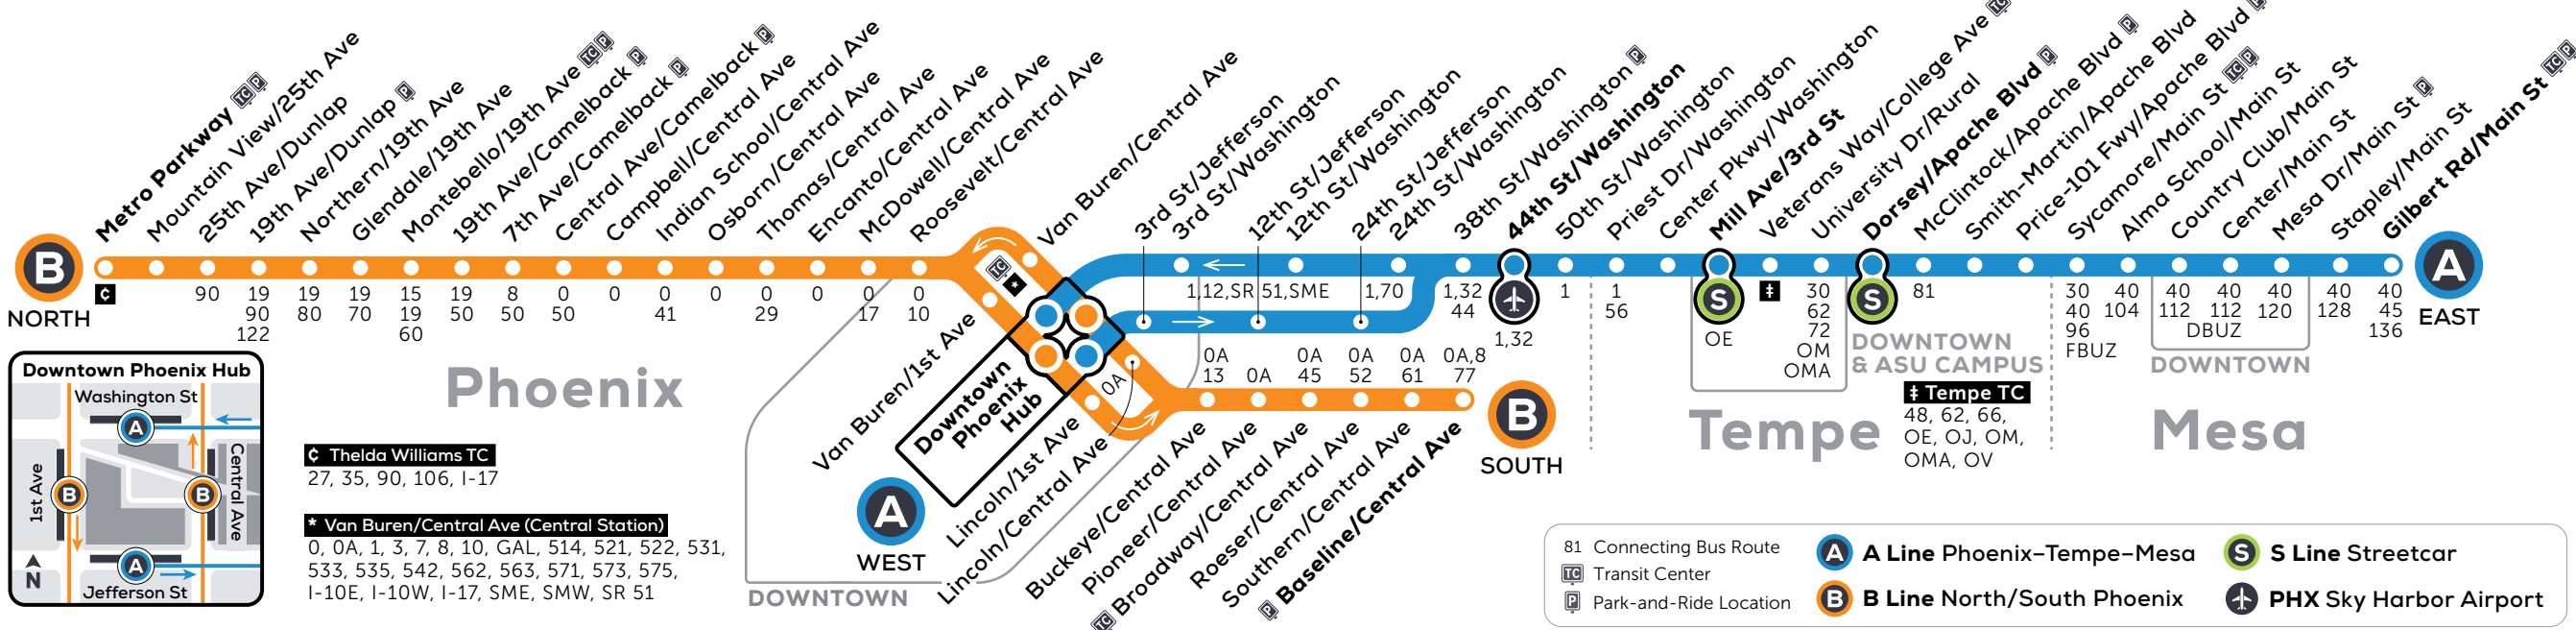 Metro Parkway TC P
Mountain View/25th Ave
25th Ave/Dunlap
19th Ave/Dunlap P
Northern/19th Ave
Glendale/19th Ave
Montebello/19th Ave TC P
19th Ave/Camelback P
7th Ave/Camelback P
Central Ave/Camelback P
Campbell/Central Ave
Indian School/Central Ave
Osborn/Central Ave
Thomas/Central Ave
Encanto/Central Ave
McDowell/Central Ave
Roosevelt/Central Ave
Van Buren/Central Ave
3rd St/Jefferson
3rd St/Washington
12th St/Jefferson
12th St/Washington
24th St/Jefferson
24th St/Washington
38th St/Washington P
44th St/Washington
50th St/Washington
Priest Dr/Washington
Center Pkwy/Washington
Mill Ave/3rd St
Veterans Way/College Ave TC
University Dr/Rural
Dorsey/Apache Blvd P
McClintock/Apache Blvd P
Smith-Martin/Apache Blvd
Price-101 Fwy/Apache Blvd P
Sycamore/Main St TC P
Alma School/Main St
Country Club/Main St
Center/Main St
Mesa Dr/Main St P
Stapley/Main St
Gilbert Rd/Main St TC P
B
NORTH
¢
90
19
90
122
19
80
19
70
15
19
60
19
50
8
50
0
50
0
0
41
0
0
29
0
0
17
0
10
TC
*
1,12,SR 51,SME
1,70
1,32
44
1,32
1
1
56
S
OE
‡
30
62
72
OM
OMA
S
81
30
40
96
FBUZ
40
104
40
112
40
112
DBUZ
40
120
40
128
40
45
136
A
EAST
DOWNTOWN
& ASU CAMPUS
DOWNTOWN
Phoenix
Tempe
Mesa
‡ Tempe TC
48, 62, 66,
OE, OJ, OM,
OMA, OV
Van Buren/1st Ave
Downtown
Phoenix
Hub
A
WEST
0A
Lincoln/1st Ave
Lincoln/Central Ave
0A
13
0A
0A
45
0A
52
0A
61
0A,8
77
Buckeye/Central Ave
Pioneer/Central Ave
TC Broadway/Central Ave
Roeser/Central Ave
Southern/Central Ave
P Baseline/Central Ave
B
SOUTH
DOWNTOWN
Downtown Phoenix Hub
Washington St
A
1st Ave
B
B
Central Ave
A
N
Jefferson St
¢ Thelda Williams TC
27, 35, 90, 106, I-17
* Van Buren/Central Ave (Central Station)
0, 0A, 1, 3, 7, 8, 10, GAL, 514, 521, 522, 531,
533, 535, 542, 562, 563, 571, 573, 575,
I-10E, I-10W, I-17, SME, SMW, SR 51
81 Connecting Bus Route
TC Transit Center
P Park-and-Ride Location
A A Line Phoenix–Tempe–Mesa
B B Line North/South Phoenix
S S Line Streetcar
PHX Sky Harbor Airport